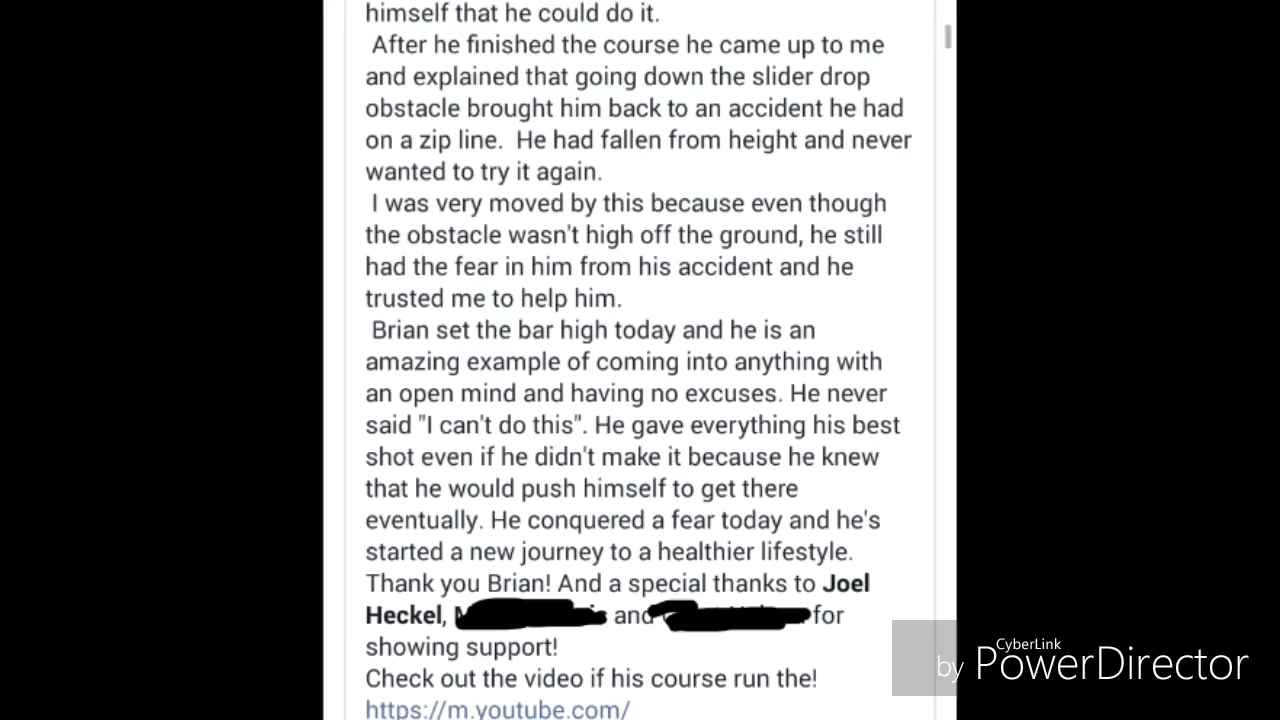 himself that he could do it.
After he finished the course he came up to me
and explained that going down the slider drop
obstacle brought him back to an accident he had
on a zip line.  He had fallen from height and never
wanted to try it again.
I was very moved by this because even though
the obstacle wasn't high off the ground, he still
had the fear in him from his accident and he
trusted me to help him.
Brian set the bar high today and he is an
amazing example of coming into anything with
an open mind and having no excuses. He never
said "I can't do this". He gave everything his best
shot even if he didn't make it because he knew
that he would push himself to get there
eventually. He conquered a fear today and he's
started a new journey to a healthier lifestyle.
Thank you Brian! And a special thanks to Joel
Heckel, and for
showing support!
Check out the video if his course run the!
https://m.youtube.com/
CyberLink
by PowerDirector